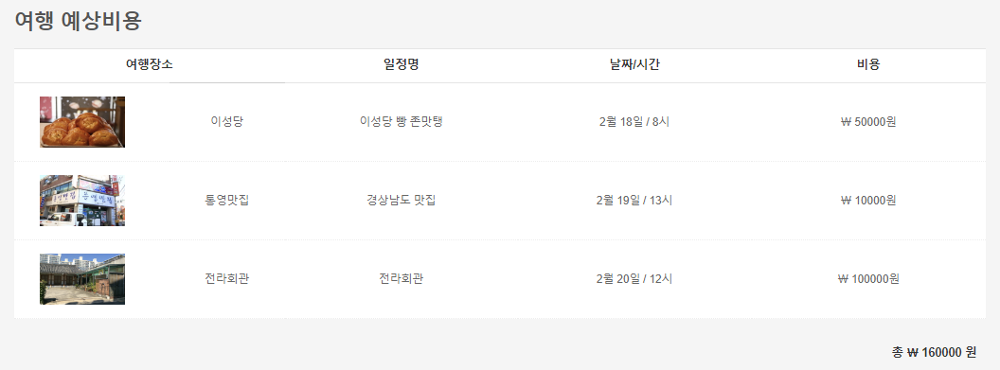 여행 예상비용
여행장소 일정명 날짜/시간 비용
이성당 이성당 빵 존맛탱 2월 18일 / 8시 ₩ 50000원
통영맛집 경상남도 맛집 2월 19일 / 13시 ₩ 10000원
전라회관 전라회관 2월 20일 / 12시 ₩ 100000원
총 ₩ 160000 원